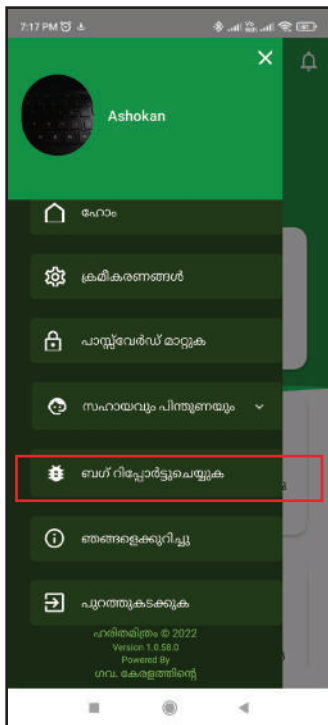 7:17 PM
Ashokan
ഹോം
ക്രമീകരണങ്ങൾ
പാസ്സ്‌വേർഡ് മാറ്റുക
സഹായവും പിന്തുണയും
ബഗ് റിപ്പോർട്ടുചെയ്യുക
ഞങ്ങളെക്കുറിച്ചു
പുറത്തുകടക്കുക
ഹരിതമിത്രം © 2022
Version 1.0.58.0
Powered By
ഗവ. കേരളത്തിന്റെ